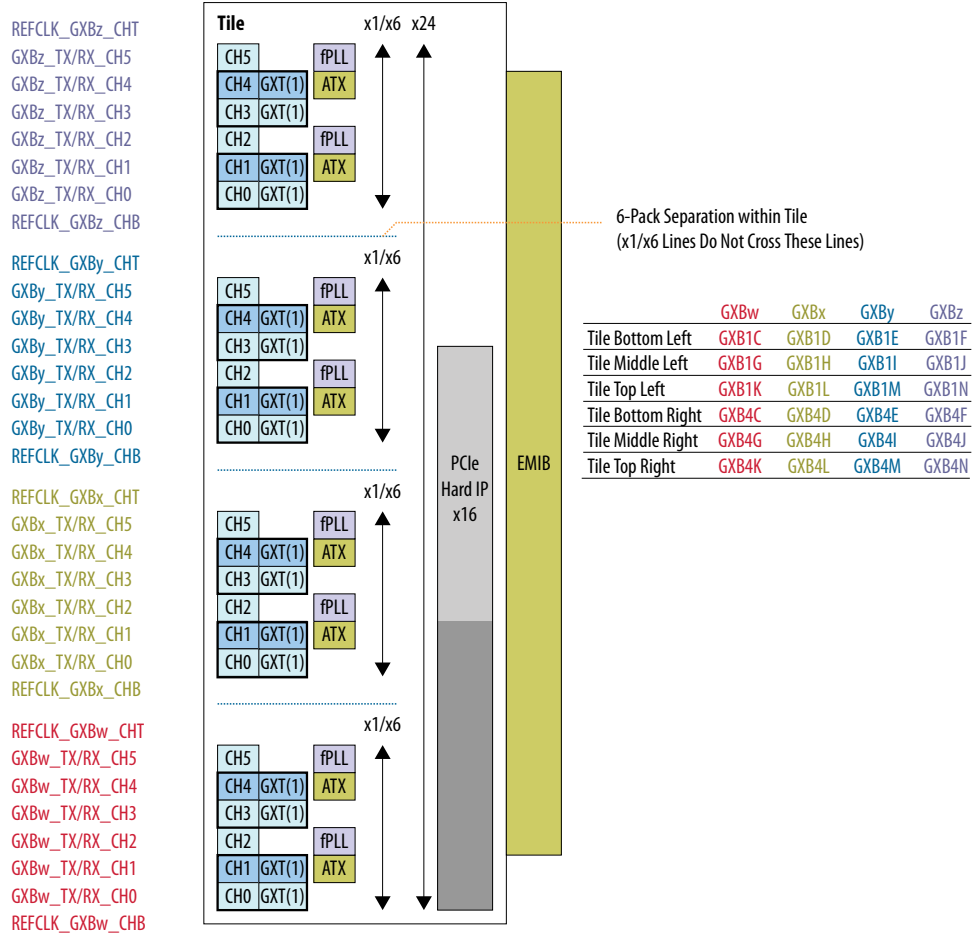 REFCLK_GXBz_CHT
GXBz_TX/RX_CH5
GXBz_TX/RX_CH4
GXBz_TX/RX_CH3
GXBz_TX/RX_CH2
GXBz_TX/RX_CH1
GXBz_TX/RX_CH0
REFCLK_GXBz_CHB
REFCLK_GXBy_CHT
GXBy_TX/RX_CH5
GXBy_TX/RX_CH4
GXBy_TX/RX_CH3
GXBy_TX/RX_CH2
GXBy_TX/RX_CH1
GXBy_TX/RX_CH0
REFCLK_GXBy_CHB
REFCLK_GXBx_CHT
GXBx_TX/RX_CH5
GXBx_TX/RX_CH4
GXBx_TX/RX_CH3
GXBx_TX/RX_CH2
GXBx_TX/RX_CH1
GXBx_TX/RX_CH0
REFCLK_GXBx_CHB
REFCLK_GXBw_CHT
GXBw_TX/RX_CH5
GXBw_TX/RX_CH4
GXBw_TX/RX_CH3
GXBw_TX/RX_CH2
GXBw_TX/RX_CH1
GXBw_TX/RX_CH0
REFCLK_GXBw_CHB
Tile x1/x6 x24
CH5 fPLL
CH4 GXT(1) ATX
CH3 GXT(1)
CH2 fPLL
CH1 GXT(1) ATX
CH0 GXT(1)
x1/x6
CH5 fPLL
CH4 GXT(1) ATX
CH3 GXT(1)
CH2 fPLL
CH1 GXT(1) ATX
CH0 GXT(1)
x1/x6
CH5 fPLL
CH4 GXT(1) ATX
CH3 GXT(1)
CH2 fPLL
CH1 GXT(1) ATX
CH0 GXT(1)
x1/x6
CH5 fPLL
CH4 GXT(1) ATX
CH3 GXT(1)
CH2 fPLL
CH1 GXT(1) ATX
CH0 GXT(1)
PCIe
Hard IP
x16
EMIB
6-Pack Separation within Tile
(x1/x6 Lines Do Not Cross These Lines)
GXBw GXBx GXBy GXBz
Tile Bottom Left GXB1C GXB1D GXB1E GXB1F
Tile Middle Left GXB1G GXB1H GXB1I GXB1J
Tile Top Left GXB1K GXB1L GXB1M GXB1N
Tile Bottom Right GXB4C GXB4D GXB4E GXB4F
Tile Middle Right GXB4G GXB4H GXB4I GXB4J
Tile Top Right GXB4K GXB4L GXB4M GXB4N